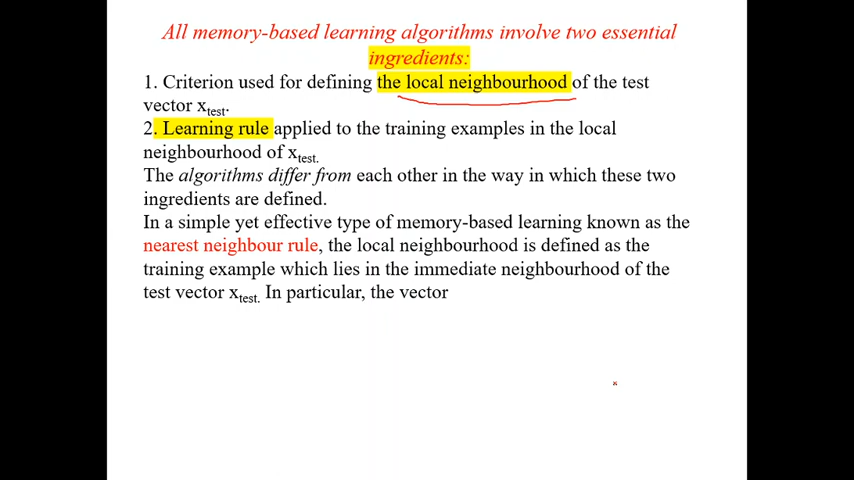 All memory-based learning algorithms involve two essential
ingredients:
1. Criterion used for defining the local neighbourhood of the test
vector xtest.
2. Learning rule applied to the training examples in the local
neighbourhood of xtest.
The algorithms differ from each other in the way in which these two
ingredients are defined.
In a simple yet effective type of memory-based learning known as the
nearest neighbour rule, the local neighbourhood is defined as the
training example which lies in the immediate neighbourhood of the
test vector xtest. In particular, the vector